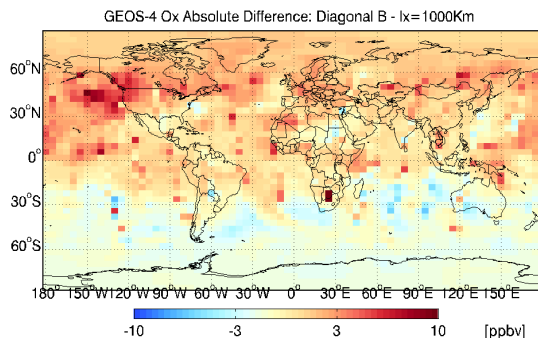 GEOS-4 Ox Absolute Difference: Diagonal B - lx=1000Km
60°N
30°N
0°
30°S
60°S
180°W 150°W 120°W 90°W 60°W 30°W 0° 30°E 60°E 90°E 120°E 150°E
-10 -3 3 10 [ppbv]